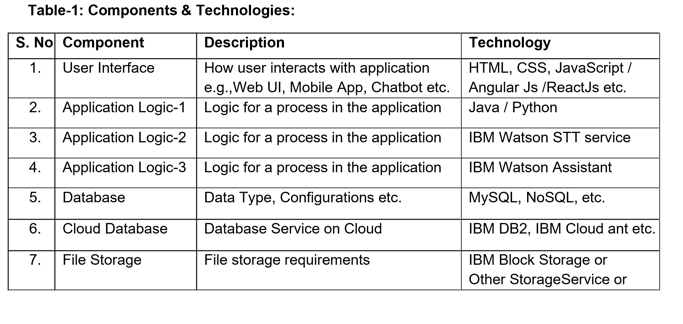 Table-1: Components & Technologies:
S. No Component Description Technology
1. User Interface How user interacts with application HTML, CSS, JavaScript /
e.g.,Web UI, Mobile App, Chatbot etc. Angular Js /ReactJs etc.
2. Application Logic-1 Logic for a process in the application Java / Python
3. Application Logic-2 Logic for a process in the application IBM Watson STT service
4. Application Logic-3 Logic for a process in the application IBM Watson Assistant
5. Database Data Type, Configurations etc. MySQL, NoSQL, etc.
6. Cloud Database Database Service on Cloud IBM DB2, IBM Cloud ant etc.
7. File Storage File storage requirements IBM Block Storage or
Other StorageService or